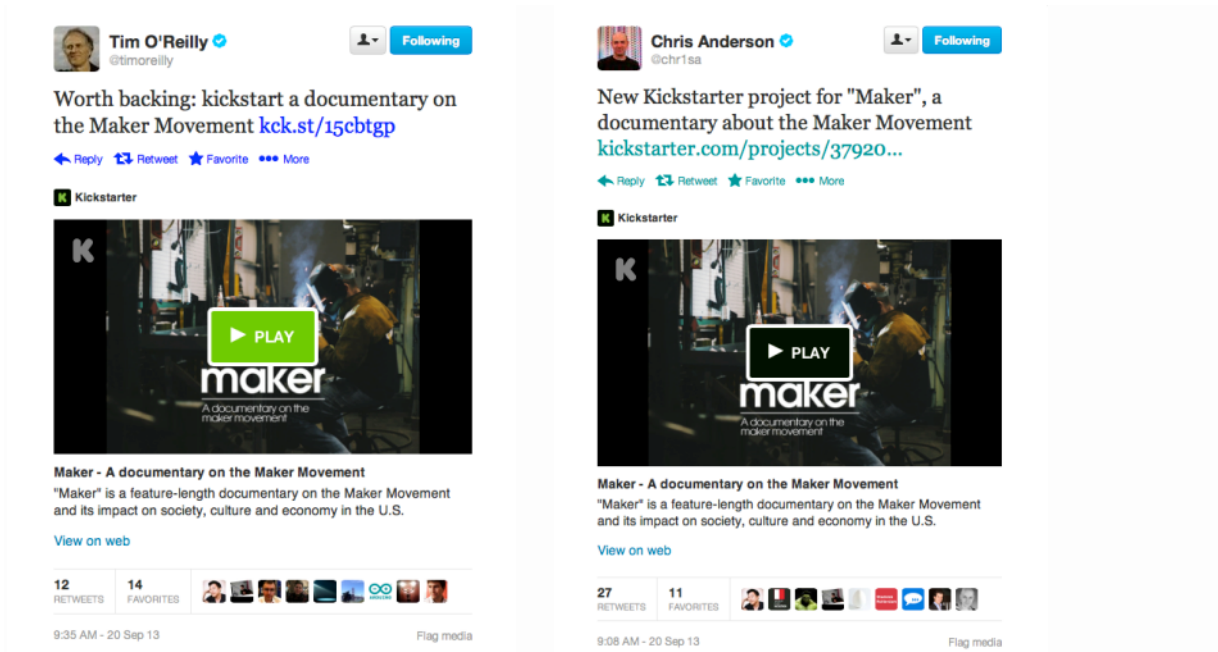 Tim O'Reilly
@timoreilly
Following
Worth backing: kickstart a documentary on
the Maker Movement kck.st/15cbtgp
Reply Retweet Favorite More
K Kickstarter
K
PLAY
maker
A documentary on the
maker movement
Maker - A documentary on the Maker Movement
"Maker" is a feature-length documentary on the Maker Movement
and its impact on society, culture and economy in the U.S.
View on web
12 14
RETWEETS FAVORITES
9:35 AM - 20 Sep 13 Flag media
Chris Anderson
@chr1sa
Following
New Kickstarter project for "Maker", a
documentary about the Maker Movement
kickstarter.com/projects/37920...
Reply Retweet Favorite More
K Kickstarter
K
PLAY
maker
A documentary on the
maker movement
Maker - A documentary on the Maker Movement
"Maker" is a feature-length documentary on the Maker Movement
and its impact on society, culture and economy in the U.S.
View on web
27 11
RETWEETS FAVORITES
9:08 AM - 20 Sep 13 Flag media